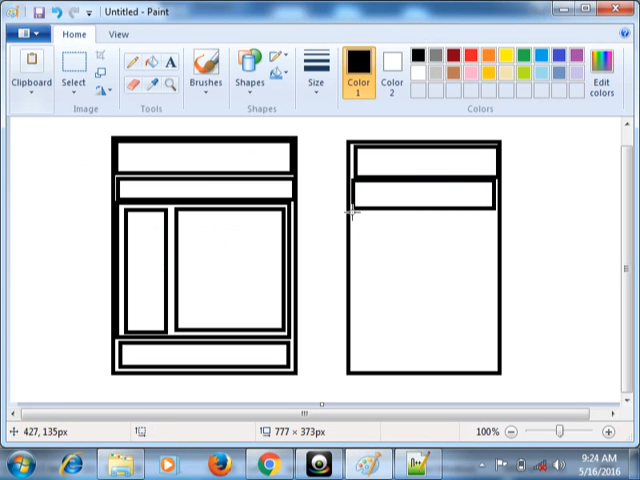 Untitled - Paint
Home View
Clipboard
Select
Image
A
Tools
Brushes
Shapes
Shapes
Size
Color 1
Color 2
Edit colors
Colors
427, 135px
777 × 373px
100%
9:24 AM
5/16/2016